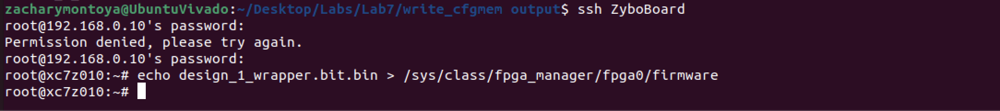 zacharymontoya@UbuntuVivado:~/Desktop/Labs/Lab7/write_cfgmem output$ ssh ZyboBoard
root@192.168.0.10's password:
Permission denied, please try again.
root@192.168.0.10's password:
root@xc7z010:~# echo design_1_wrapper.bit.bin > /sys/class/fpga_manager/fpga0/firmware
root@xc7z010:~#